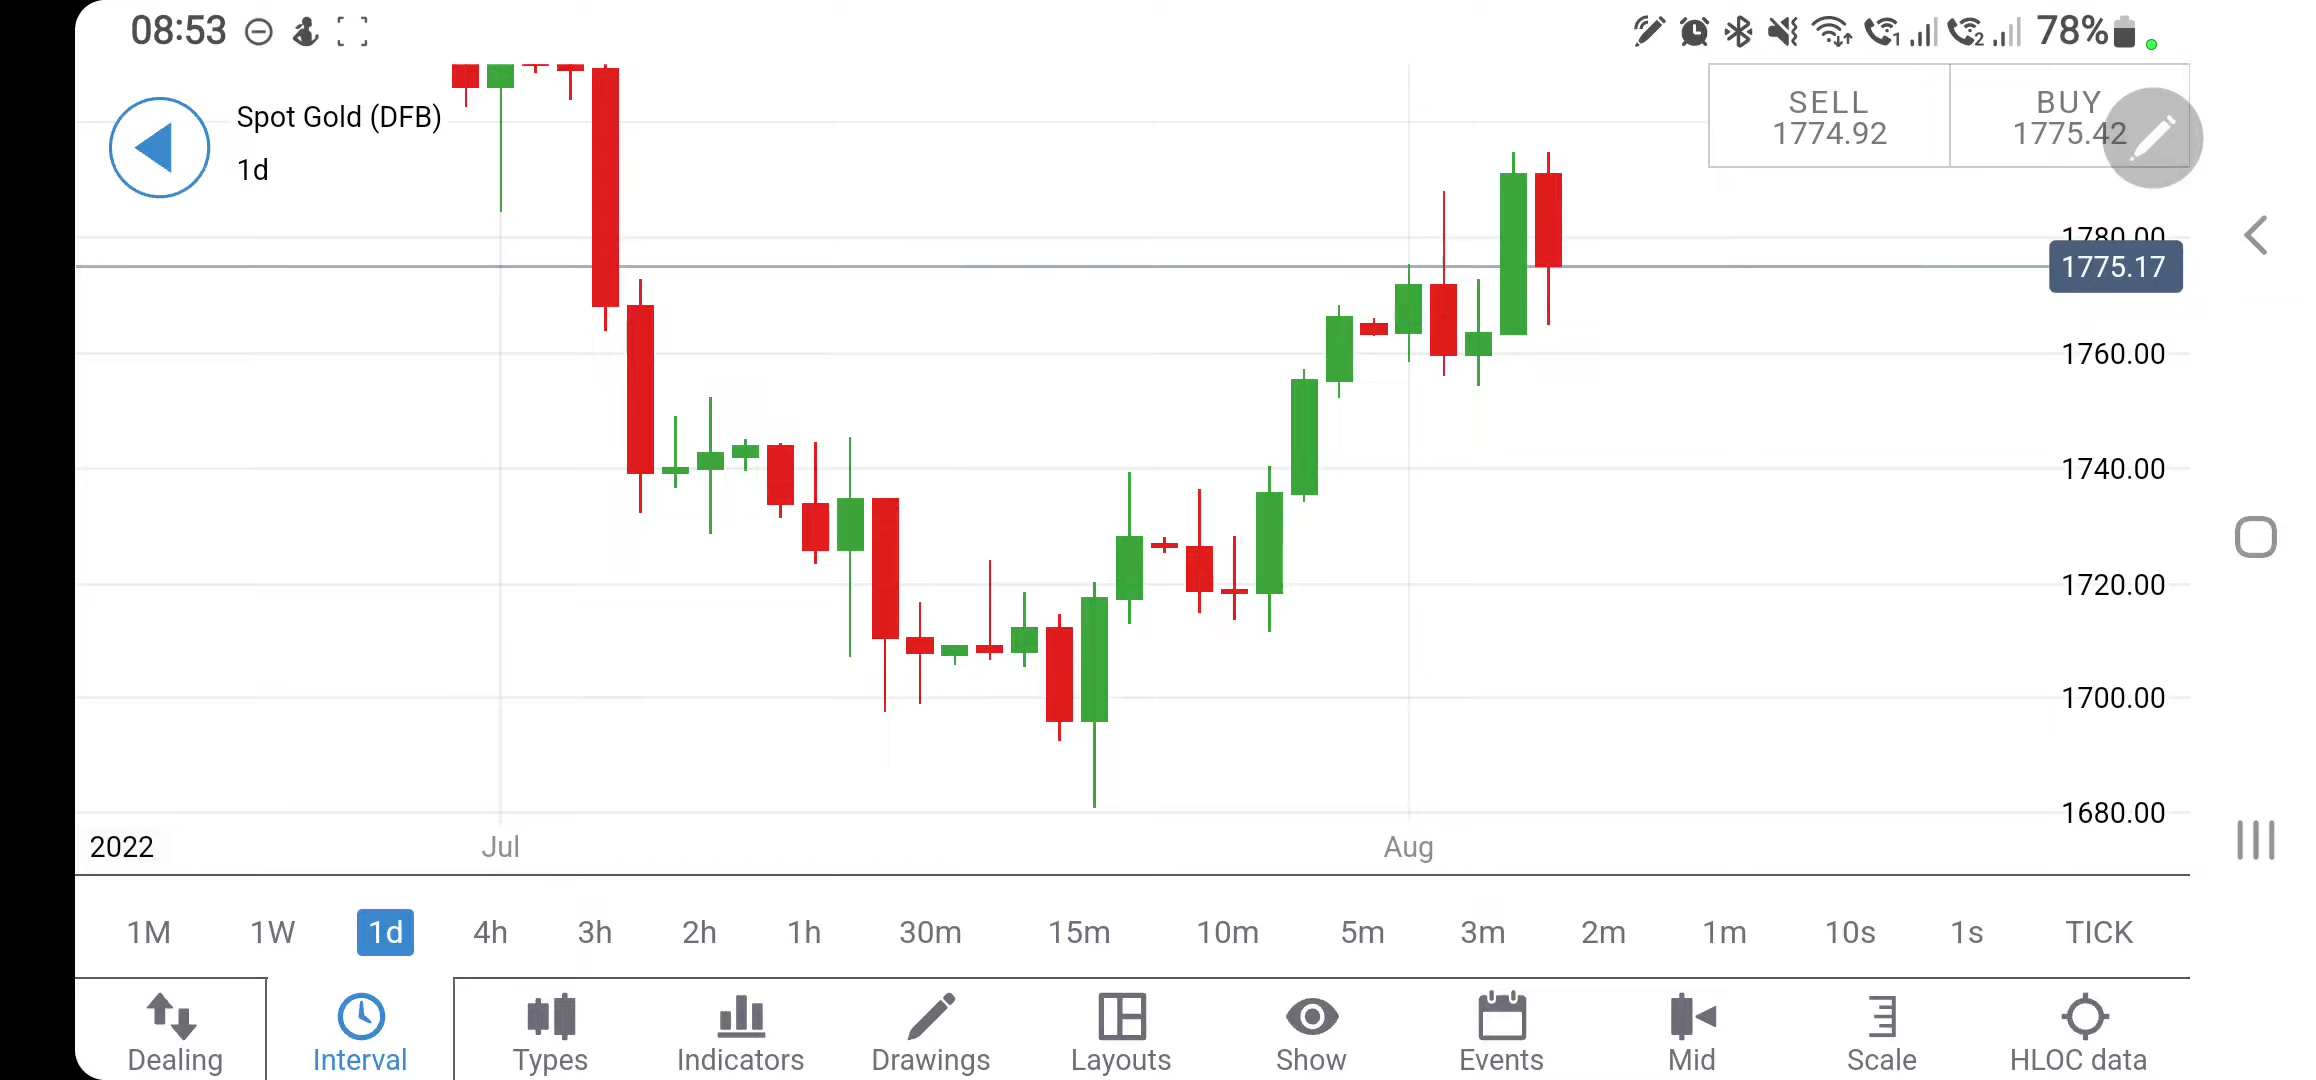 08:53
78%
Spot Gold (DFB)
1d
SELL
1774.92
BUY
1775.42
1780.00
1775.17
1760.00
1740.00
1720.00
1700.00
1680.00
2022 Jul Aug
1M 1W 1d 4h 3h 2h 1h 30m 15m 10m 5m 3m 2m 1m 10s 1s TICK
Dealing Interval Types Indicators Drawings Layouts Show Events Mid Scale HLOC data